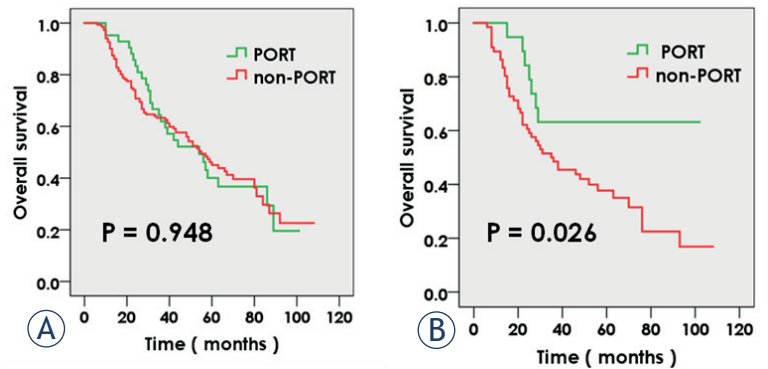 1.0
0.8
0.6
0.4
0.2
0.0
Overall survival
PORT
non-PORT
P = 0.948
0 20 40 60 80 100 120
Time ( months )
A
1.0
0.8
0.6
0.4
0.2
0.0
Overall survival
PORT
non-PORT
P = 0.026
0 20 40 60 80 100 120
Time ( months )
B